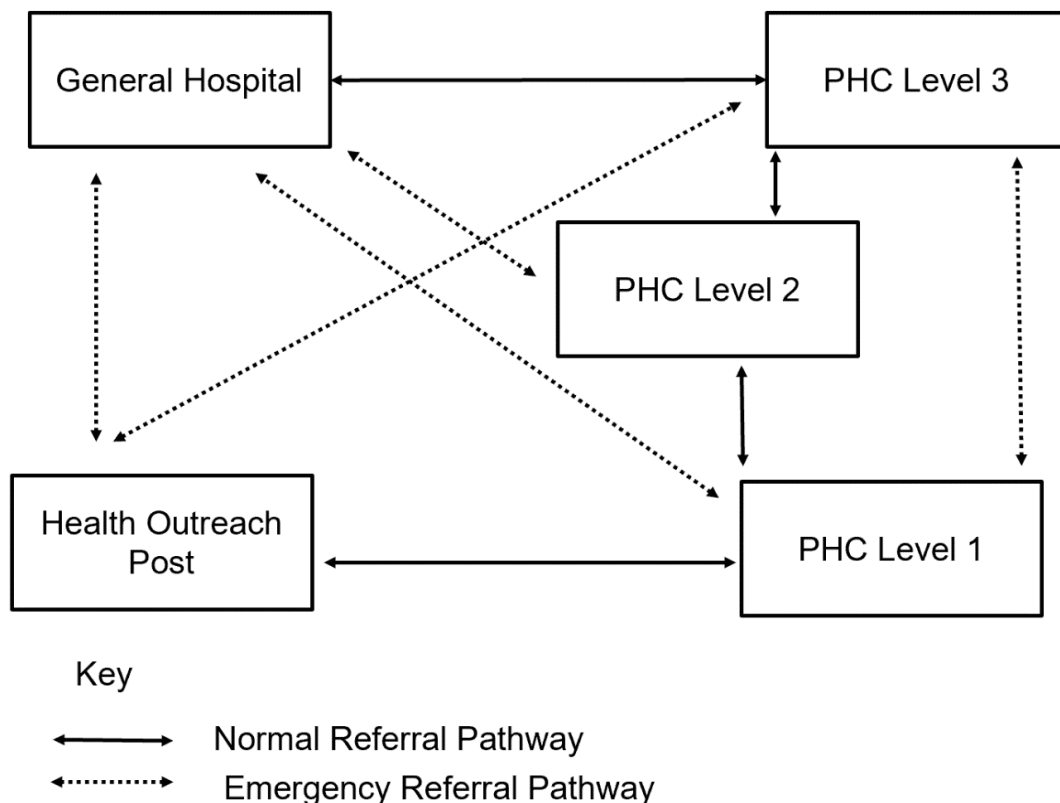 General Hospital
PHC Level 3
PHC Level 2
Health Outreach
Post
PHC Level 1
Key
Normal Referral Pathway
Emergency Referral Pathway